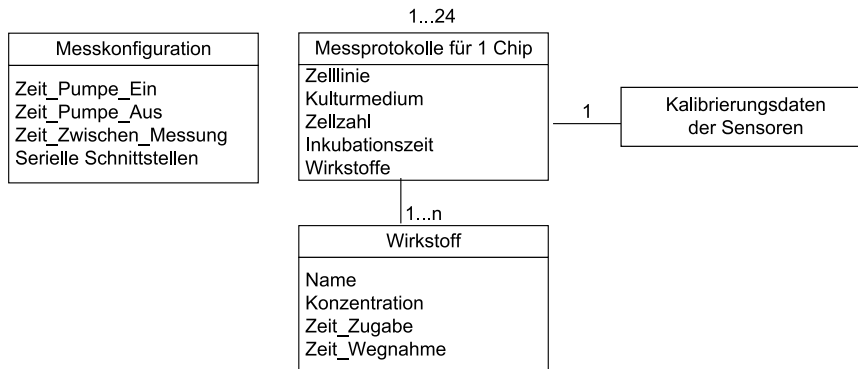 1...24
Messkonfiguration
Zeit_Pumpe_Ein
Zeit_Pumpe_Aus
Zeit_Zwischen_Messung
Serielle Schnittstellen
Messprotokolle für 1 Chip
Zelllinie
Kulturmedium
Zellzahl
Inkubationszeit
Wirkstoffe
1
Kalibrierungsdaten
der Sensoren
1...n
Wirkstoff
Name
Konzentration
Zeit_Zugabe
Zeit_Wegnahme